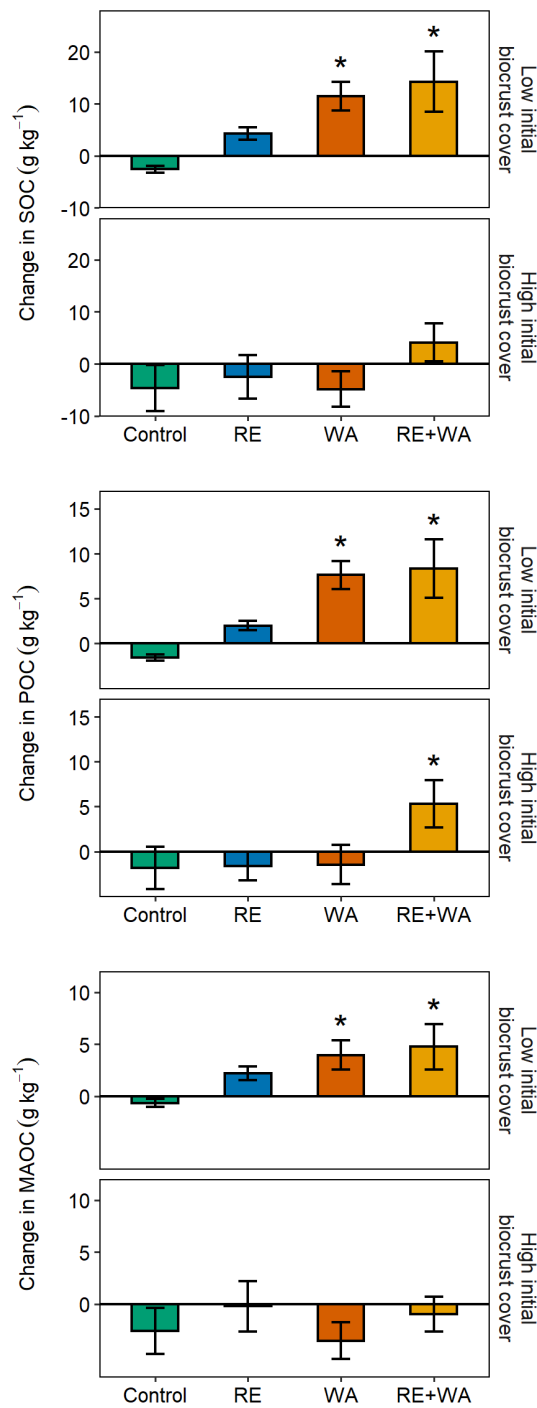 Change in SOC (g kg⁻¹)
20
10
0
-10
*
*
Low initial
biocrust cover
20
10
0
-10
High initial
biocrust cover
Control RE WA RE+WA
Change in POC (g kg⁻¹)
15
10
5
0
*
*
Low initial
biocrust cover
15
10
5
0
*
High initial
biocrust cover
Control RE WA RE+WA
Change in MAOC (g kg⁻¹)
10
5
0
*
*
Low initial
biocrust cover
10
5
0
High initial
biocrust cover
Control RE WA RE+WA